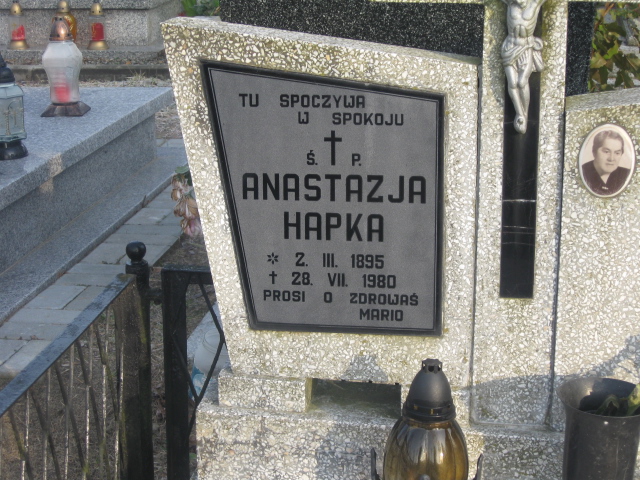 TU SPOCZYWA
W SPOKOJU
Ś. † P.
ANASTAZJA
HAPKA
* 2. III. 1895
† 28. VII. 1980
PROSI O ZDROWAŚ
MARIO